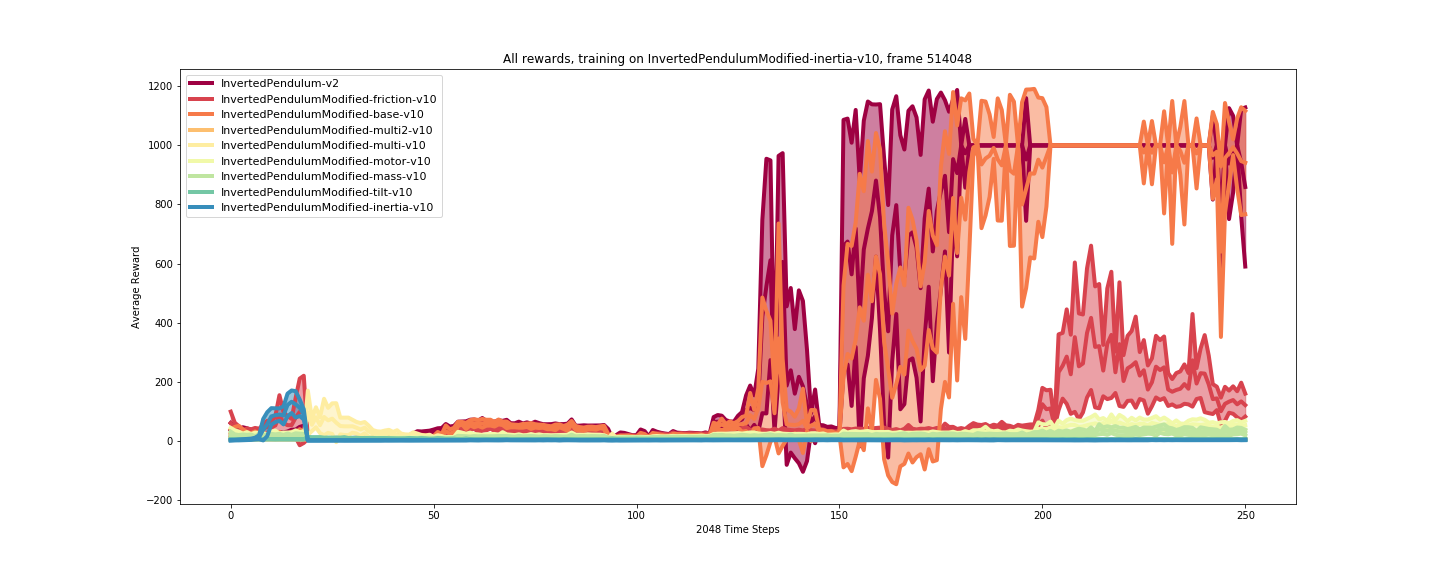 All rewards, training on InvertedPendulumModified-inertia-v10, frame 514048
InvertedPendulum-v2
InvertedPendulumModified-friction-v10
InvertedPendulumModified-base-v10
InvertedPendulumModified-multi2-v10
InvertedPendulumModified-multi-v10
InvertedPendulumModified-motor-v10
InvertedPendulumModified-mass-v10
InvertedPendulumModified-tilt-v10
InvertedPendulumModified-inertia-v10
1200
1000
800
600
400
200
0
−200
Average Reward
0 50 100 150 200 250
2048 Time Steps